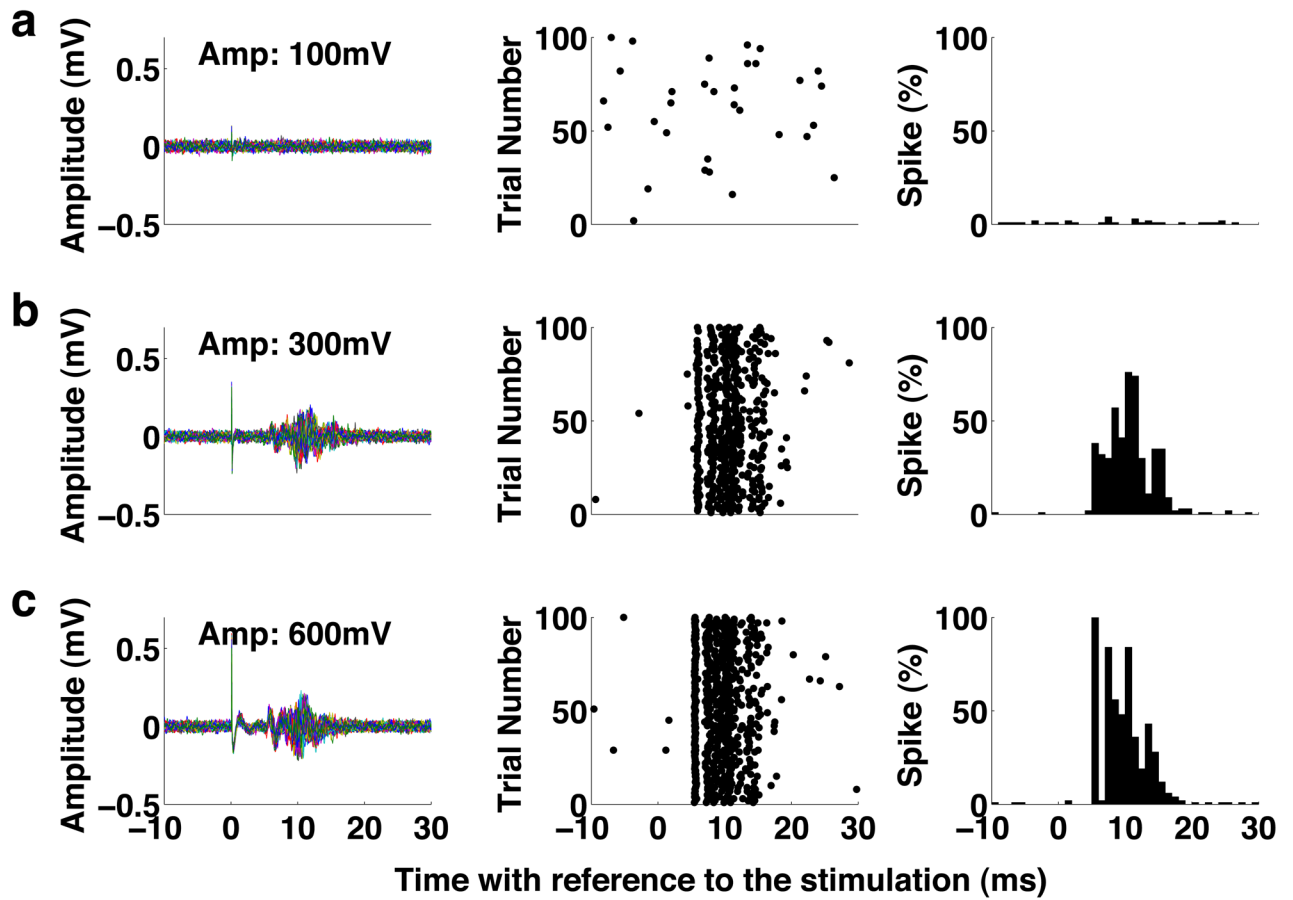 a
Amplitude (mV)
0.5
0
−0.5
Amp: 100mV
Trial Number
100
50
0
Spike (%)
100
50
0
b
Amplitude (mV)
0.5
0
−0.5
Amp: 300mV
Trial Number
100
50
0
Spike (%)
100
50
0
c
Amplitude (mV)
0.5
0
−0.5
Amp: 600mV
−10 0 10 20 30
Trial Number
100
50
0
−10 0 10 20 30
Spike (%)
100
50
0
−10 0 10 20 30
Time with reference to the stimulation (ms)